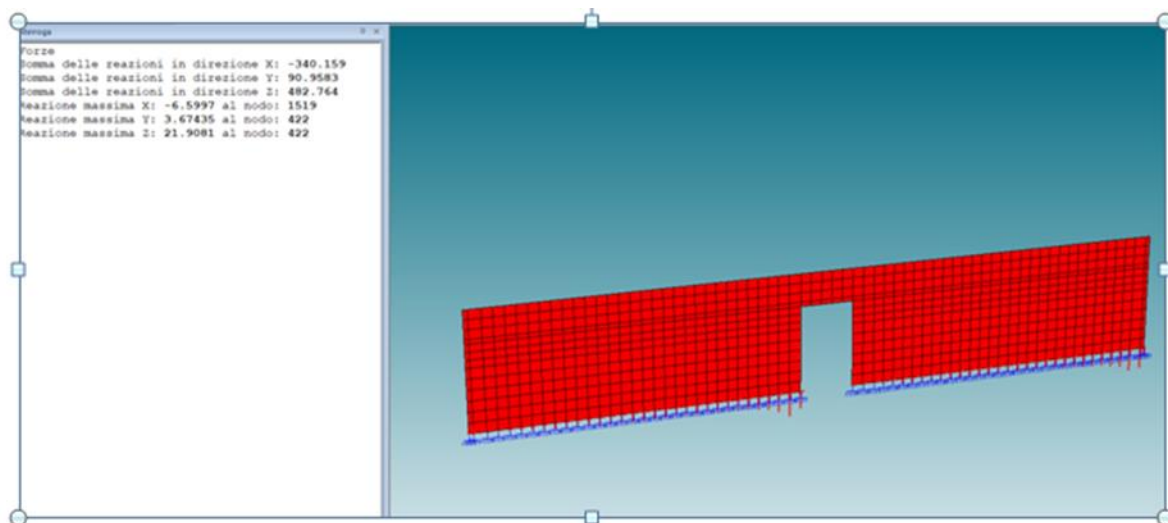 Forze
Somma delle reazioni in direzione X: -340.159
Somma delle reazioni in direzione Y: 90.9583
Somma delle reazioni in direzione Z: 482.764
Reazione massima X: -6.5997 al nodo: 1519
Reazione massima Y: 3.67435 al nodo: 422
Reazione massima Z: 21.9081 al nodo: 422